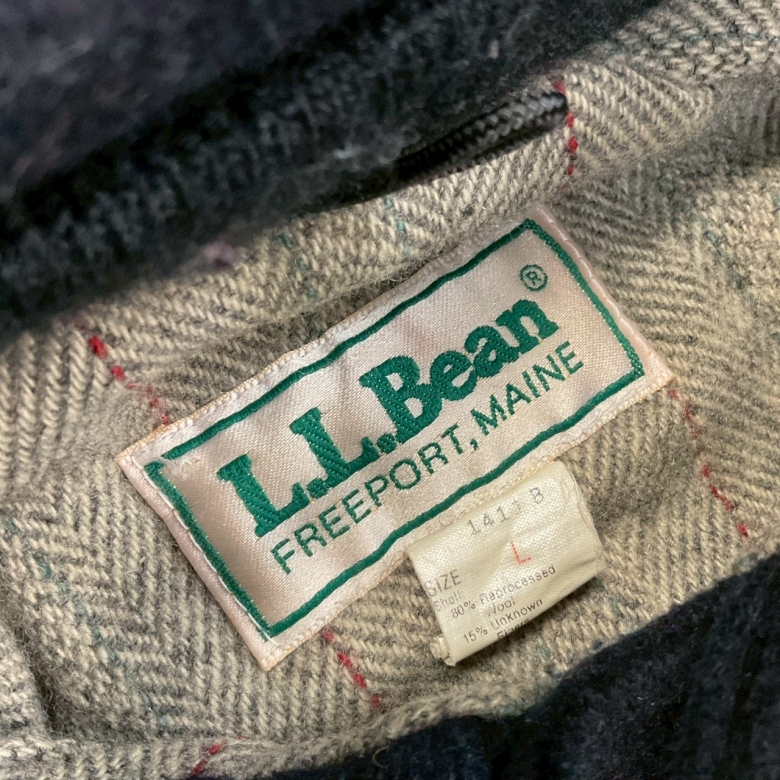 L.L.Bean®
FREEPORT, MAINE
1411 B
SIZE L
Shell:
80% Reprocessed
Wool
15% Unknown